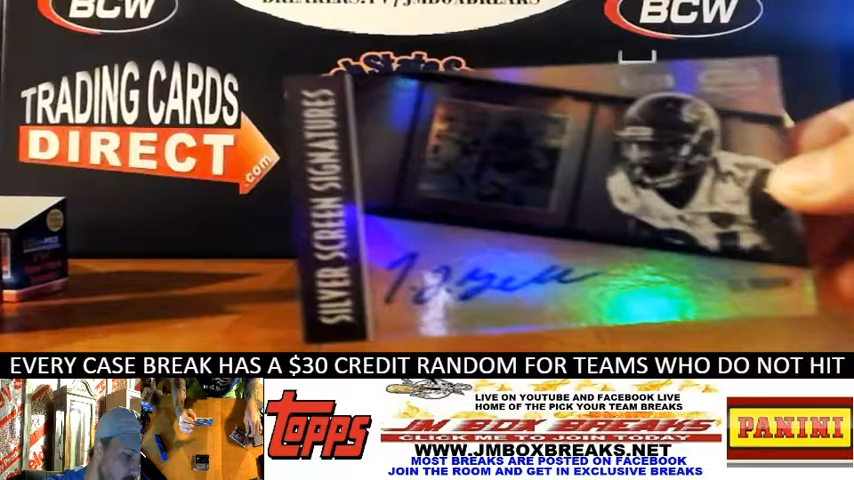 BCW
BREAKERS.TV/JMBOXBREAKS
BCW
TRADING CARDS
DIRECT
.com
SILVER SCREEN SIGNATURES
EVERY CASE BREAK HAS A $30 CREDIT RANDOM FOR TEAMS WHO DO NOT HIT
topps
LIVE ON YOUTUBE AND FACEBOOK LIVE
HOME OF THE PICK YOUR TEAM BREAKS
JM BOX BREAKS
CLICK ME TO JOIN TODAY
WWW.JMBOXBREAKS.NET
MOST BREAKS ARE POSTED ON FACEBOOK
JOIN THE ROOM AND GET IN EXCLUSIVE BREAKS
PANINI